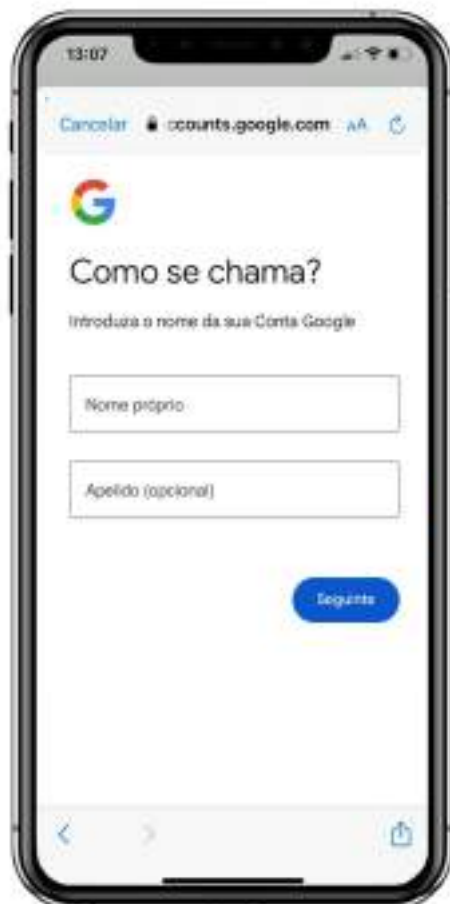 13:07
Cancelar ccounts.google.com AA
Como se chama?
Introduza o nome da sua Conta Google
Nome próprio
Apelido (opcional)
Seguinte